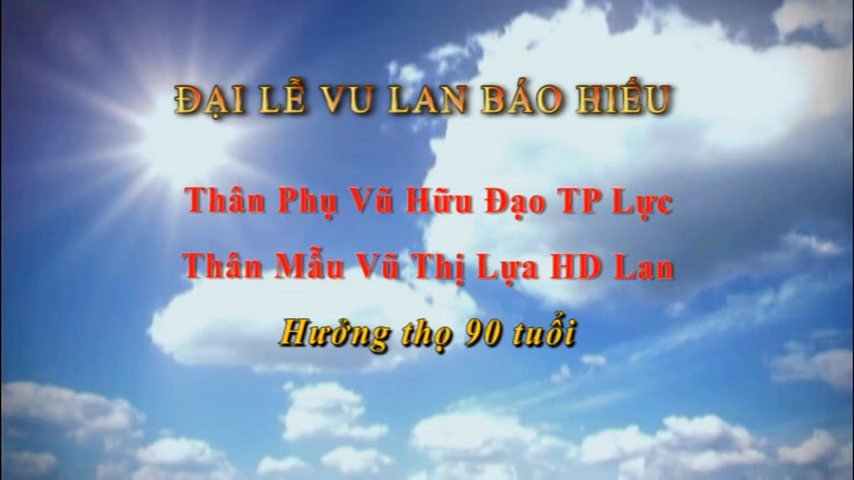 ĐẠI LỄ VU LAN BÁO HIẾU
Thân Phụ Vũ Hữu Đạo TP Lực
Thân Mẫu Vũ Thị Lựa HD Lan
Hưởng thọ 90 tuổi